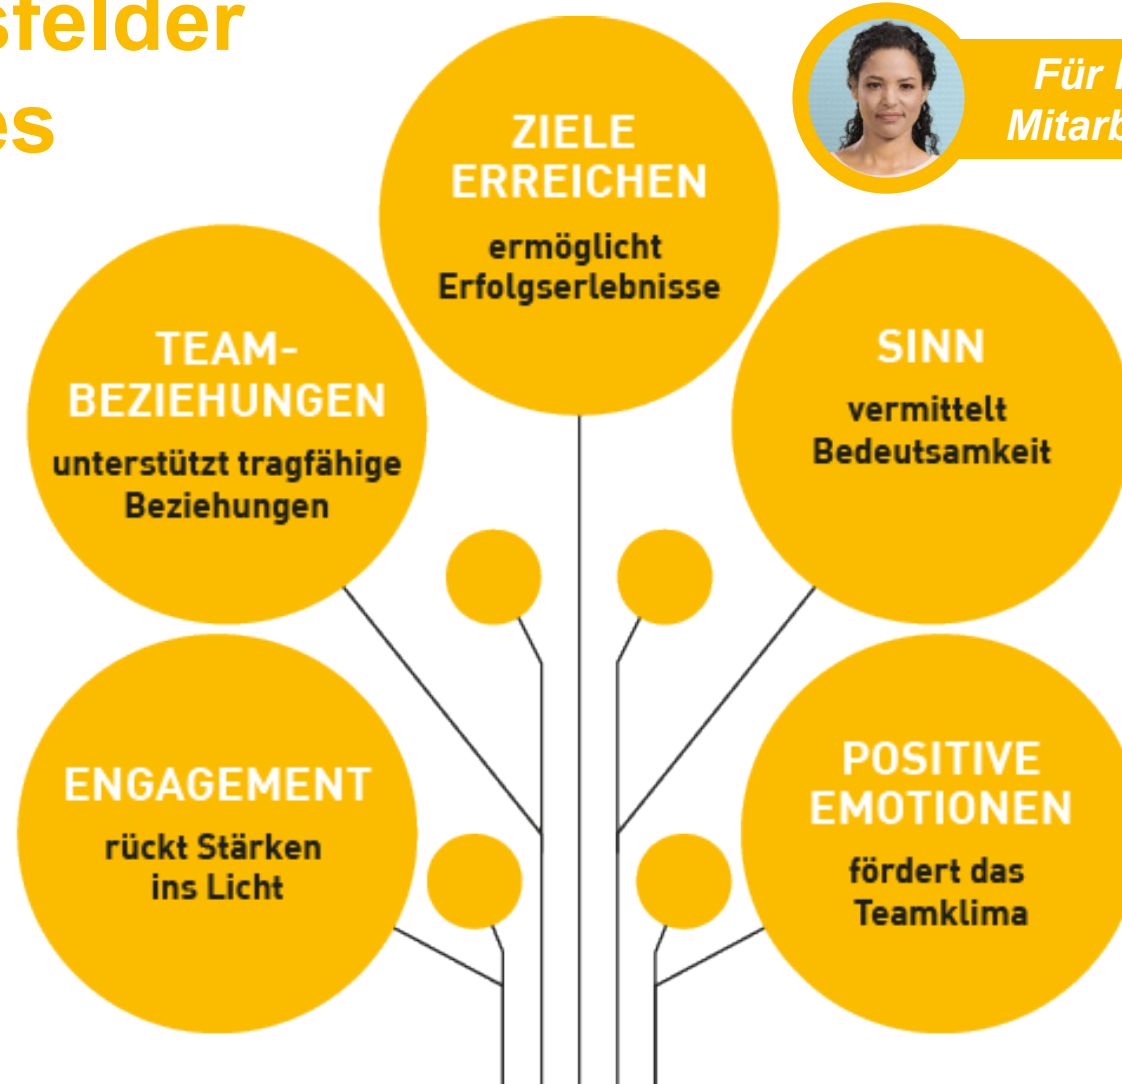 sfelder
es
Für
Mitarb
ZIELE
ERREICHEN
ermöglicht
Erfolgserlebnisse
TEAM-
BEZIEHUNGEN
unterstützt tragfähige
Beziehungen
SINN
vermittelt
Bedeutsamkeit
ENGAGEMENT
rückt Stärken
ins Licht
POSITIVE
EMOTIONEN
fördert das
Teamklima